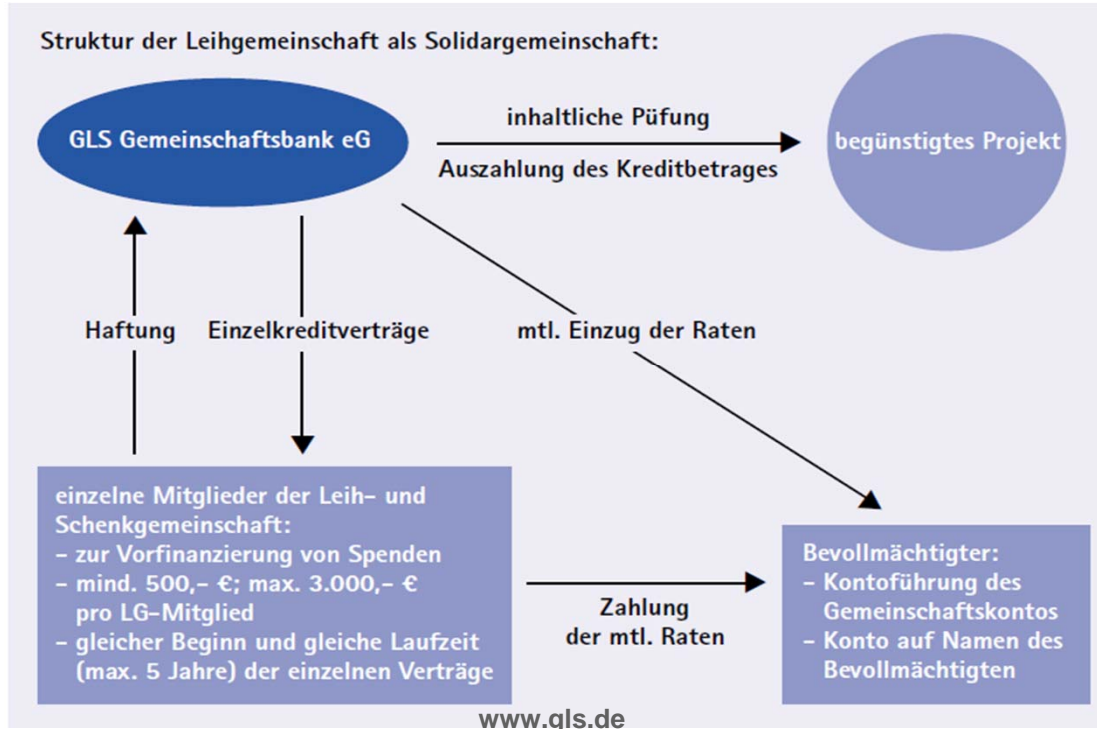 Struktur der Leihgemeinschaft als Solidargemeinschaft:
GLS Gemeinschaftsbank eG
inhaltliche Püfung
Auszahlung des Kreditbetrages
begünstigtes Projekt
Haftung
Einzelkreditverträge
mtl. Einzug der Raten
einzelne Mitglieder der Leih- und
Schenkgemeinschaft:
– zur Vorfinanzierung von Spenden
– mind. 500,- €; max. 3.000,- €
pro LG-Mitglied
– gleicher Beginn und gleiche Laufzeit
(max. 5 Jahre) der einzelnen Verträge
Zahlung
der mtl. Raten
Bevollmächtigter:
– Kontoführung des
Gemeinschaftskontos
– Konto auf Namen des
Bevollmächtigten
www.gls.de